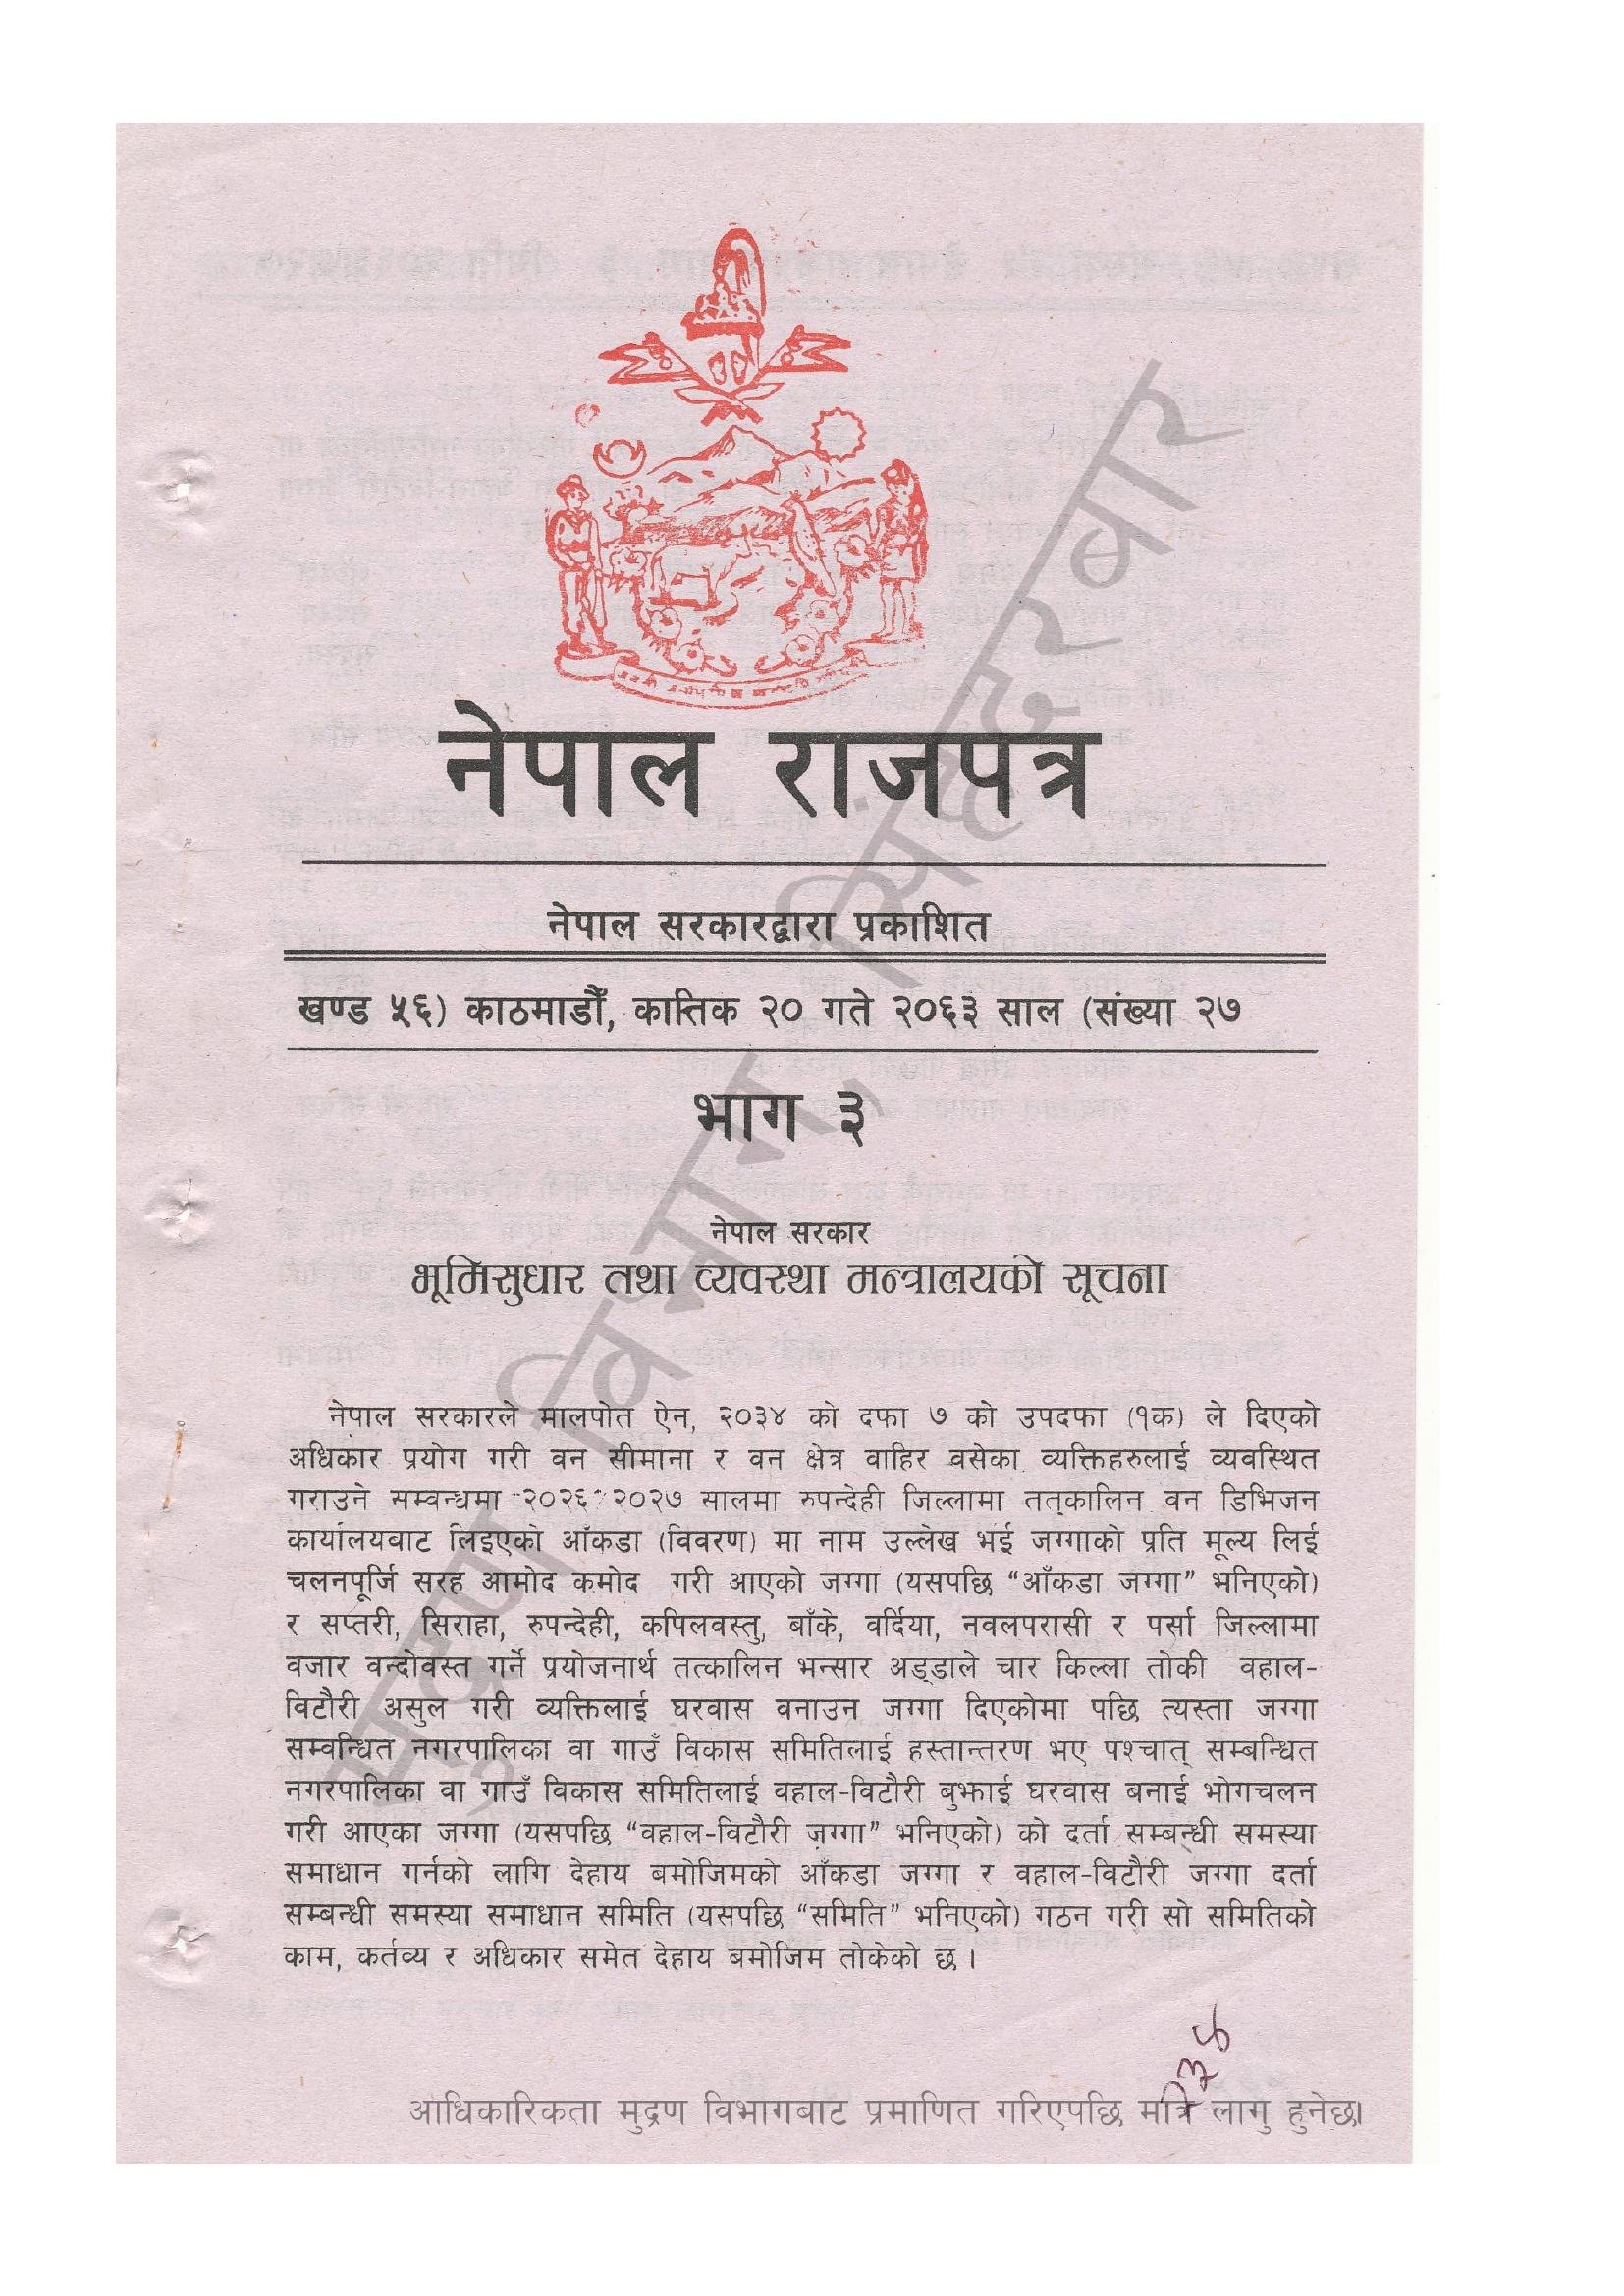 नेपाल राजपत्र
नेपाल सरकारद्वारा प्रकाशित
खण्ड ५६) काठमाडौँ, कात्तिक २० गते २०६३ साल (संख्या २७
भाग ३
नेपाल सरकार
भूमिसुधार तथा व्यवस्था मन्त्रालयको सूचना
नेपाल सरकारले मालपोत ऐन, २०३४ को दफा ७ को उपदफा (१क) ले दिएको
अधिकार प्रयोग गरी वन सीमाना र वन क्षेत्र वाहिर वसेका व्यक्तिहरुलाई व्यवस्थित
गराउने सम्वन्धमा २०२६।२०२७ सालमा रुपन्देही जिल्लामा तत्कालिन वन डिभिजन
कार्यालयवाट लिइएको आँकडा (विवरण) मा नाम उल्लेख भई जग्गाको प्रति मूल्य लिई
चलनपूर्जि सरह आमोद कमोद गरी आएको जग्गा (यसपछि “आँकडा जग्गा” भनिएको)
र सप्तरी, सिराहा, रुपन्देही, कपिलवस्तु, बाँके, वर्दिया, नवलपरासी र पर्सा जिल्लामा
वजार वन्दोवस्त गर्ने प्रयोजनार्थ तत्कालिन भन्सार अड्डाले चार किल्ला तोकी वहाल-
विटौरी असुल गरी व्यक्तिलाई घरवास वनाउन जग्गा दिएकोमा पछि त्यस्ता जग्गा
सम्वन्धित नगरपालिका वा गाउँ विकास समितिलाई हस्तान्तरण भए पश्चात् सम्बन्धित
नगरपालिका वा गाउँ विकास समितिलाई वहाल-विटौरी बुझाई घरवास बनाई भोगचलन
गरी आएका जग्गा (यसपछि “वहाल-विटौरी जग्गा” भनिएको) को दर्ता सम्बन्धी समस्या
समाधान गर्नको लागि देहाय बमोजिमको आँकडा जग्गा र वहाल-विटौरी जग्गा दर्ता
सम्बन्धी समस्या समाधान समिति (यसपछि “समिति” भनिएको) गठन गरी सो समितिको
काम, कर्तव्य र अधिकार समेत देहाय बमोजिम तोकेको छ ।
आधिकारिकता मुद्रण विभागबाट प्रमाणित गरिएपछि मात्रै लागु हुनेछ।
मुद्रण विभाग, सिंहदरवार